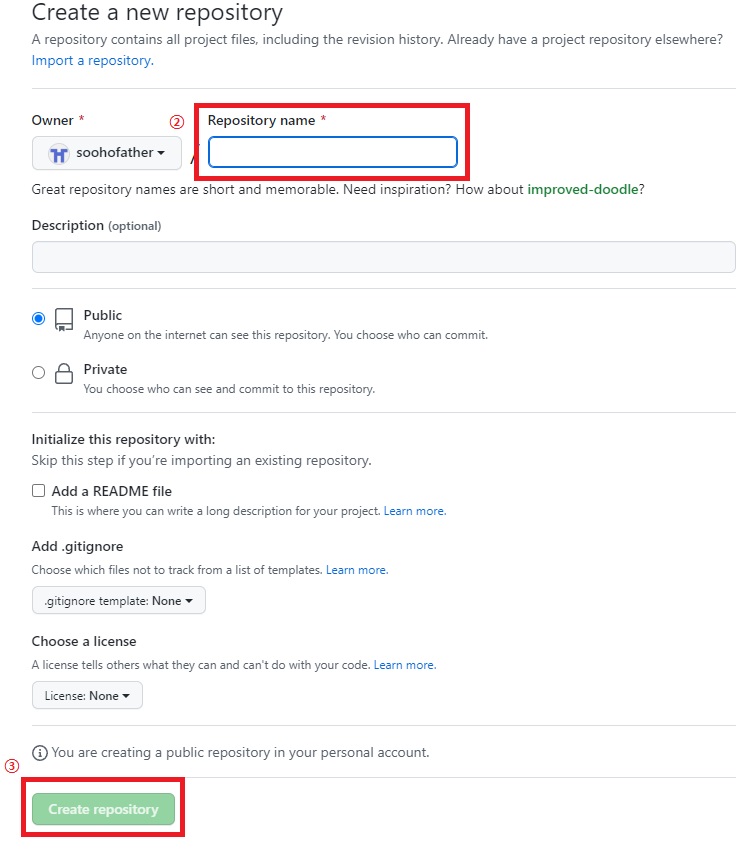 Create a new repository
A repository contains all project files, including the revision history. Already have a project repository elsewhere?
Import a repository.
Owner *
② Repository name *
soohofather /
Great repository names are short and memorable. Need inspiration? How about improved-doodle?
Description (optional)
Public
Anyone on the internet can see this repository. You choose who can commit.
Private
You choose who can see and commit to this repository.
Initialize this repository with:
Skip this step if you're importing an existing repository.
Add a README file
This is where you can write a long description for your project. Learn more.
Add .gitignore
Choose which files not to track from a list of templates. Learn more.
.gitignore template: None
Choose a license
A license tells others what they can and can't do with your code. Learn more.
License: None
You are creating a public repository in your personal account.
③
Create repository